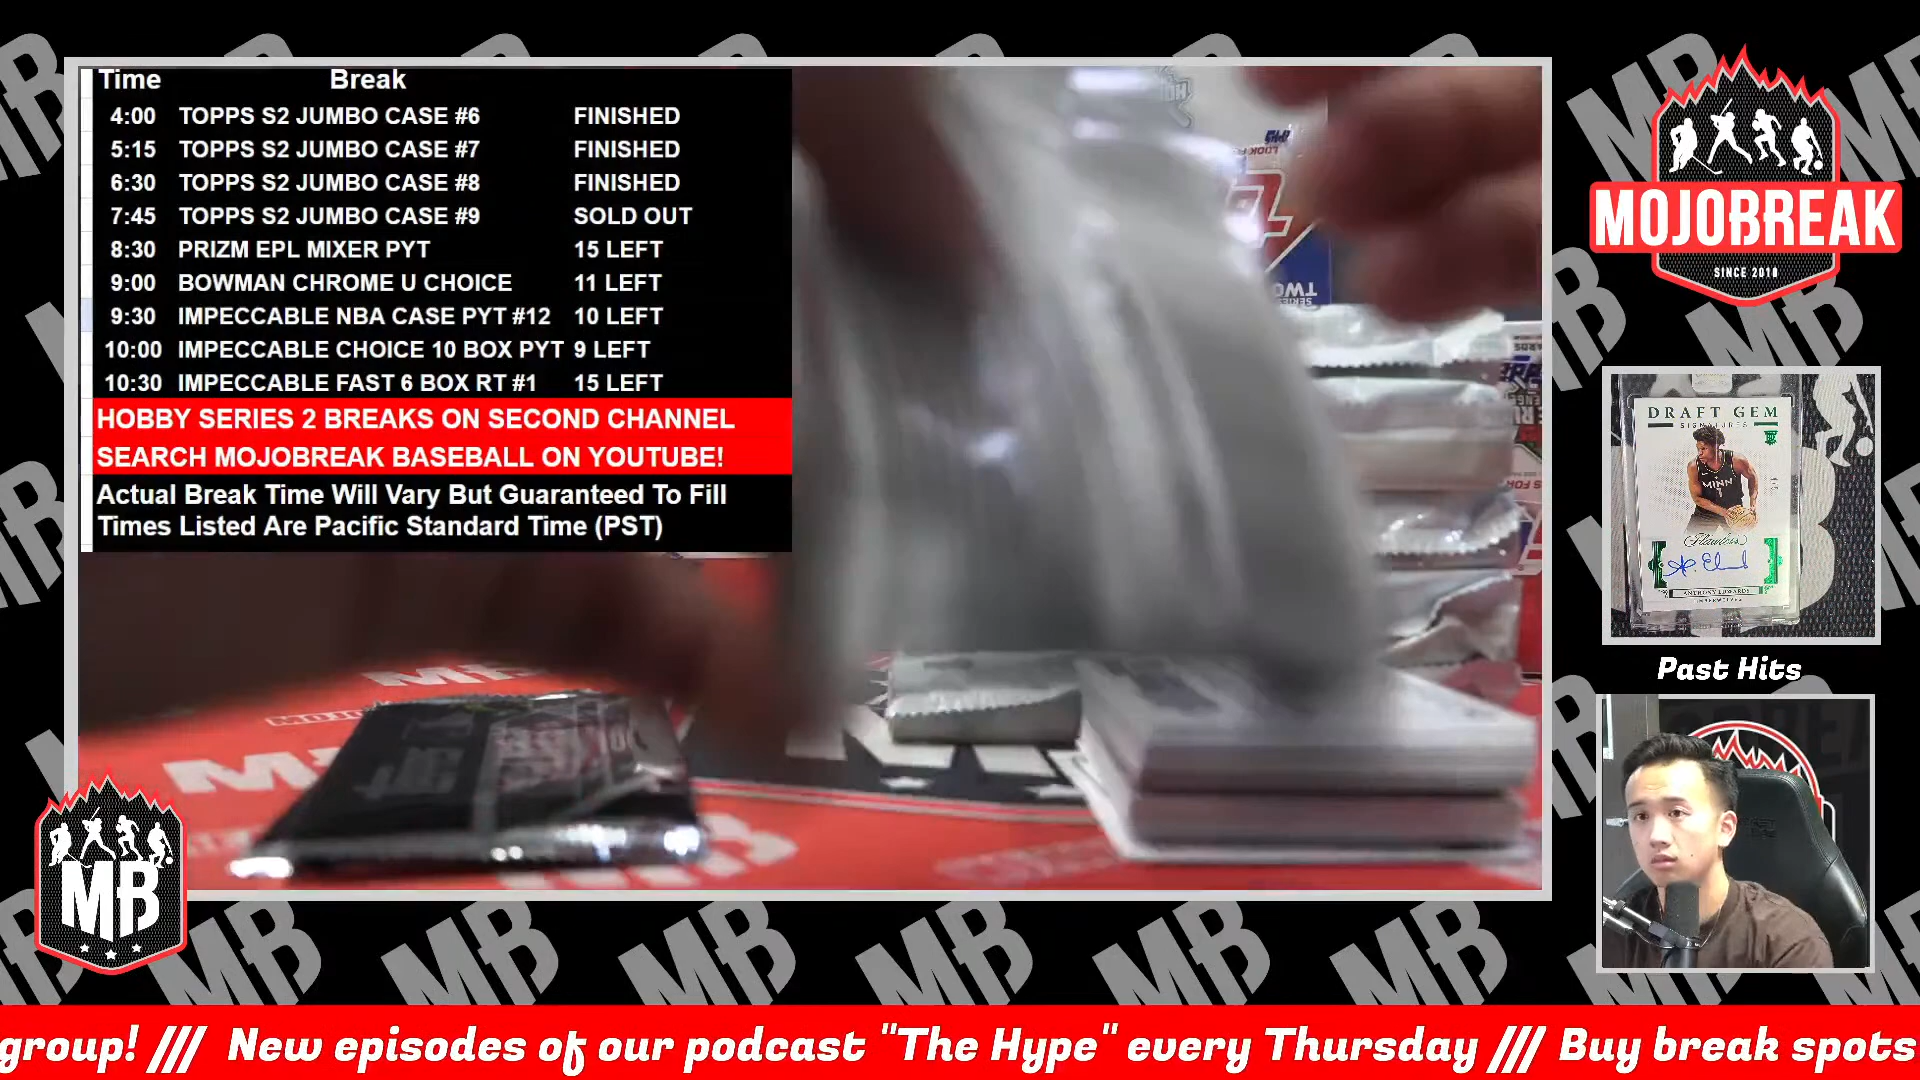 Time Break
4:00 TOPPS S2 JUMBO CASE #6 FINISHED
5:15 TOPPS S2 JUMBO CASE #7 FINISHED
6:30 TOPPS S2 JUMBO CASE #8 FINISHED
7:45 TOPPS S2 JUMBO CASE #9 SOLD OUT
8:30 PRIZM EPL MIXER PYT 15 LEFT
9:00 BOWMAN CHROME U CHOICE 11 LEFT
9:30 IMPECCABLE NBA CASE PYT #12 10 LEFT
10:00 IMPECCABLE CHOICE 10 BOX PYT 9 LEFT
10:30 IMPECCABLE FAST 6 BOX RT #1 15 LEFT
HOBBY SERIES 2 BREAKS ON SECOND CHANNEL
SEARCH MOJOBREAK BASEBALL ON YOUTUBE!
Actual Break Time Will Vary But Guaranteed To Fill
Times Listed Are Pacific Standard Time (PST)
MOJOBREAK
SINCE 2010
DRAFT GEM
SIGNATURES
MINN
Flawless
ANTHONY EDWARDS
Past Hits
MB
group! /// New episodes of our podcast "The Hype" every Thursday /// Buy break spots